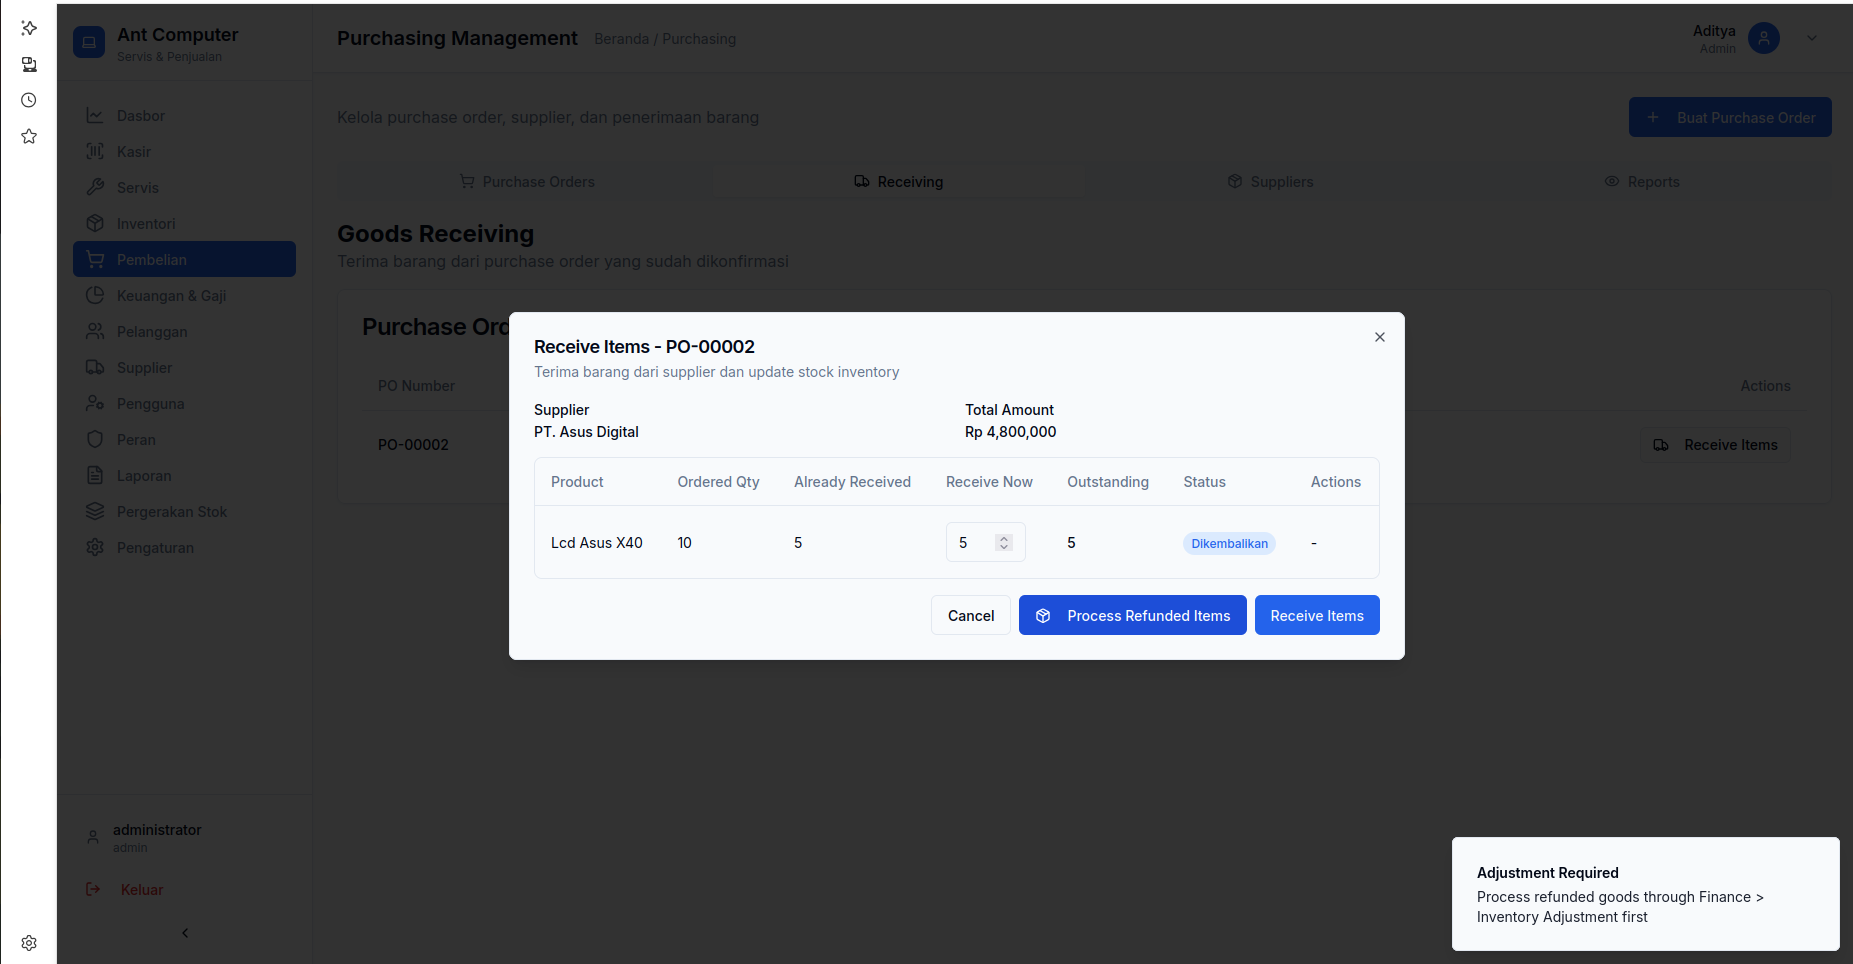 Ant Computer
Servis & Penjualan
Purchasing Management
Beranda / Purchasing
Aditya
Admin
Dasbor
Kasir
Servis
Inventori
Pembelian
Keuangan & Gaji
Pelanggan
Supplier
Pengguna
Peran
Laporan
Pergerakan Stok
Pengaturan
administrator
admin
Keluar
Kelola purchase order, supplier, dan penerimaan barang
Buat Purchase Order
Purchase Orders
Receiving
Suppliers
Reports
Goods Receiving
Terima barang dari purchase order yang sudah dikonfirmasi
Purchase Ord
PO Number
Actions
PO-00002
Receive Items
Receive Items - PO-00002
Terima barang dari supplier dan update stock inventory
Supplier
PT. Asus Digital
Total Amount
Rp 4,800,000
Product Ordered Qty Already Received Receive Now Outstanding Status Actions
Lcd Asus X40 10 5 5 5 Dikembalikan -
Cancel
Process Refunded Items
Receive Items
Adjustment Required
Process refunded goods through Finance >
Inventory Adjustment first